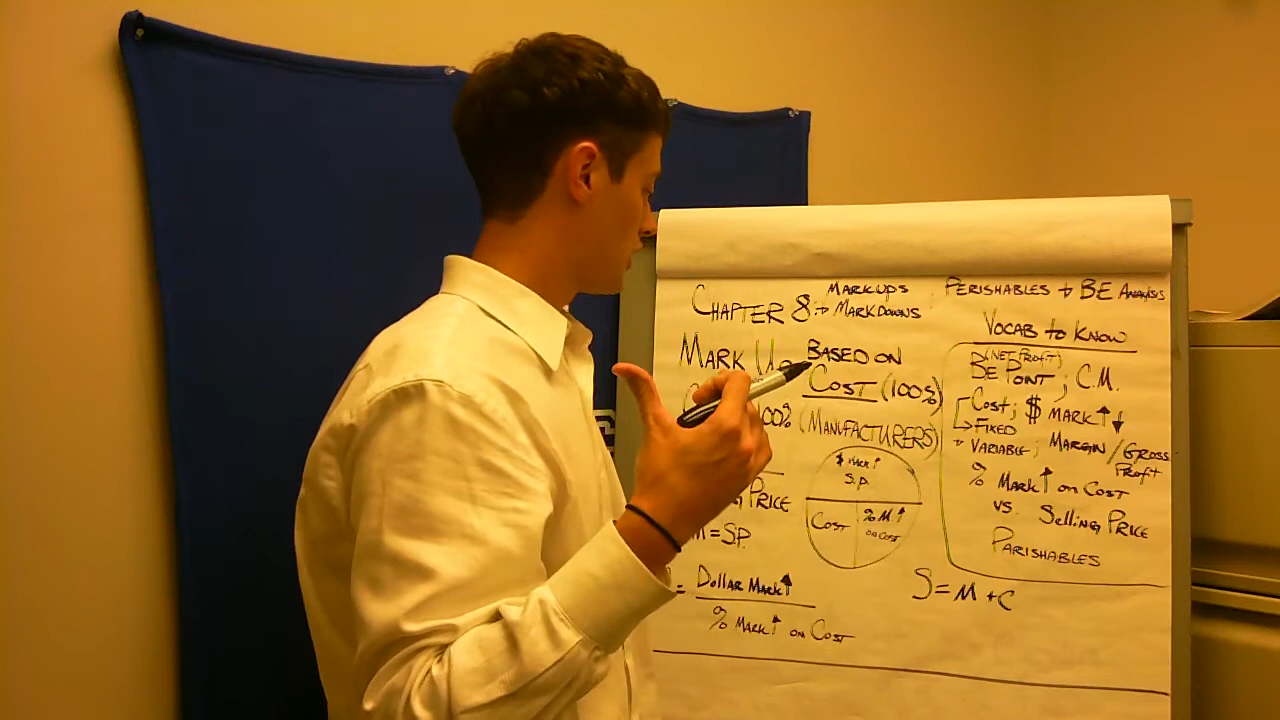 CHAPTER 8: → MARKUPS MARKDOWNS PERISHABLES + BE ANALYSIS
MARK BASED ON
COST (100%)
100% (MANUFACTURERS)
PRICE
M = S.P.
= DOLLAR MARK↑
% MARK↑ ON COST
$ MARK↑
S.P.
COST
% M.↑
ON COST
S = M + C
VOCAB TO KNOW
(NET PROFIT)
BE POINT ; C.M.
COST ; $ MARK↑↓
FIXED
+ VARIABLE ; MARGIN / GROSS
PROFIT
% MARK↑ ON COST
VS. SELLING PRICE
PARISHABLES